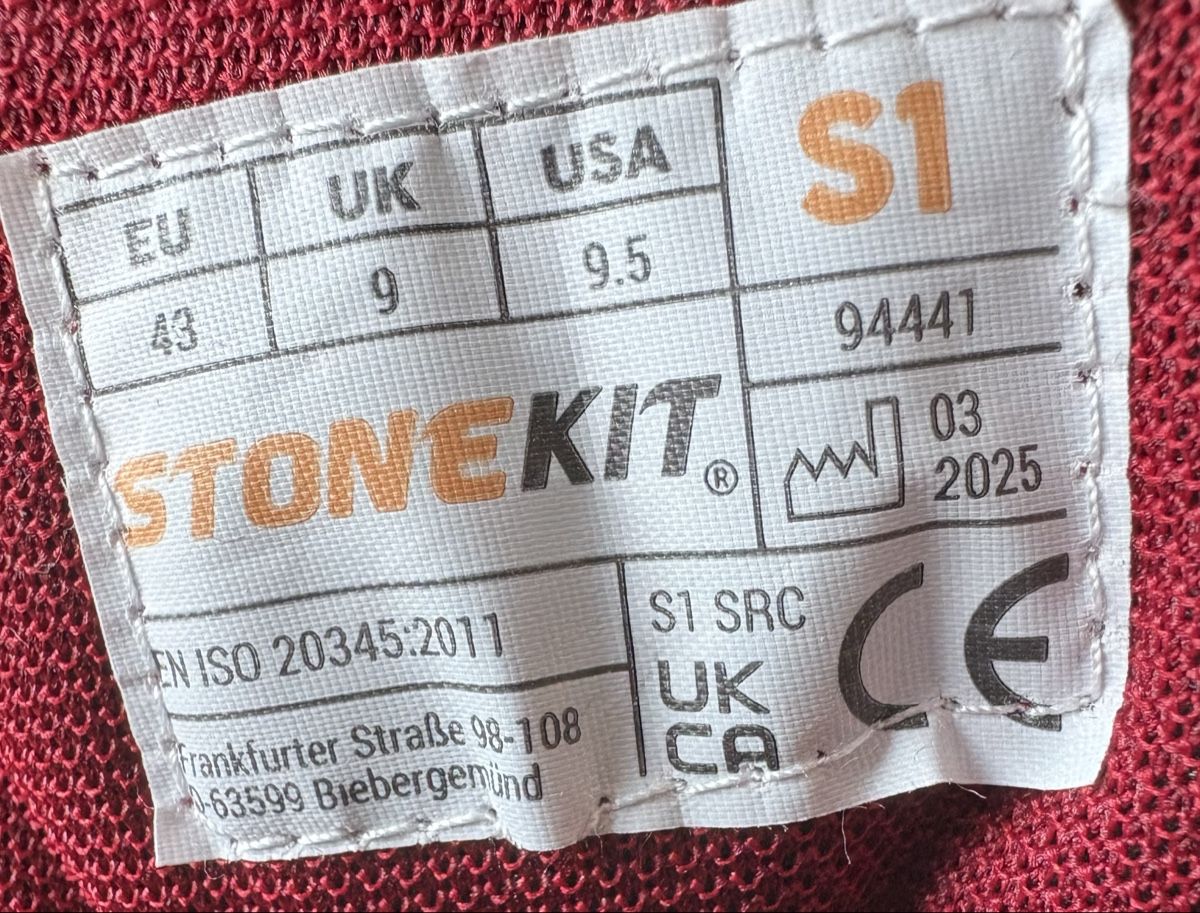 EU UK USA S1
43 9 9.5 94441
STONEKIT®
03
2025
EN ISO 20345:2011
S1 SRC
UK
CA
CE
Frankfurter Straße 98-108
D-63599 Biebergemünd